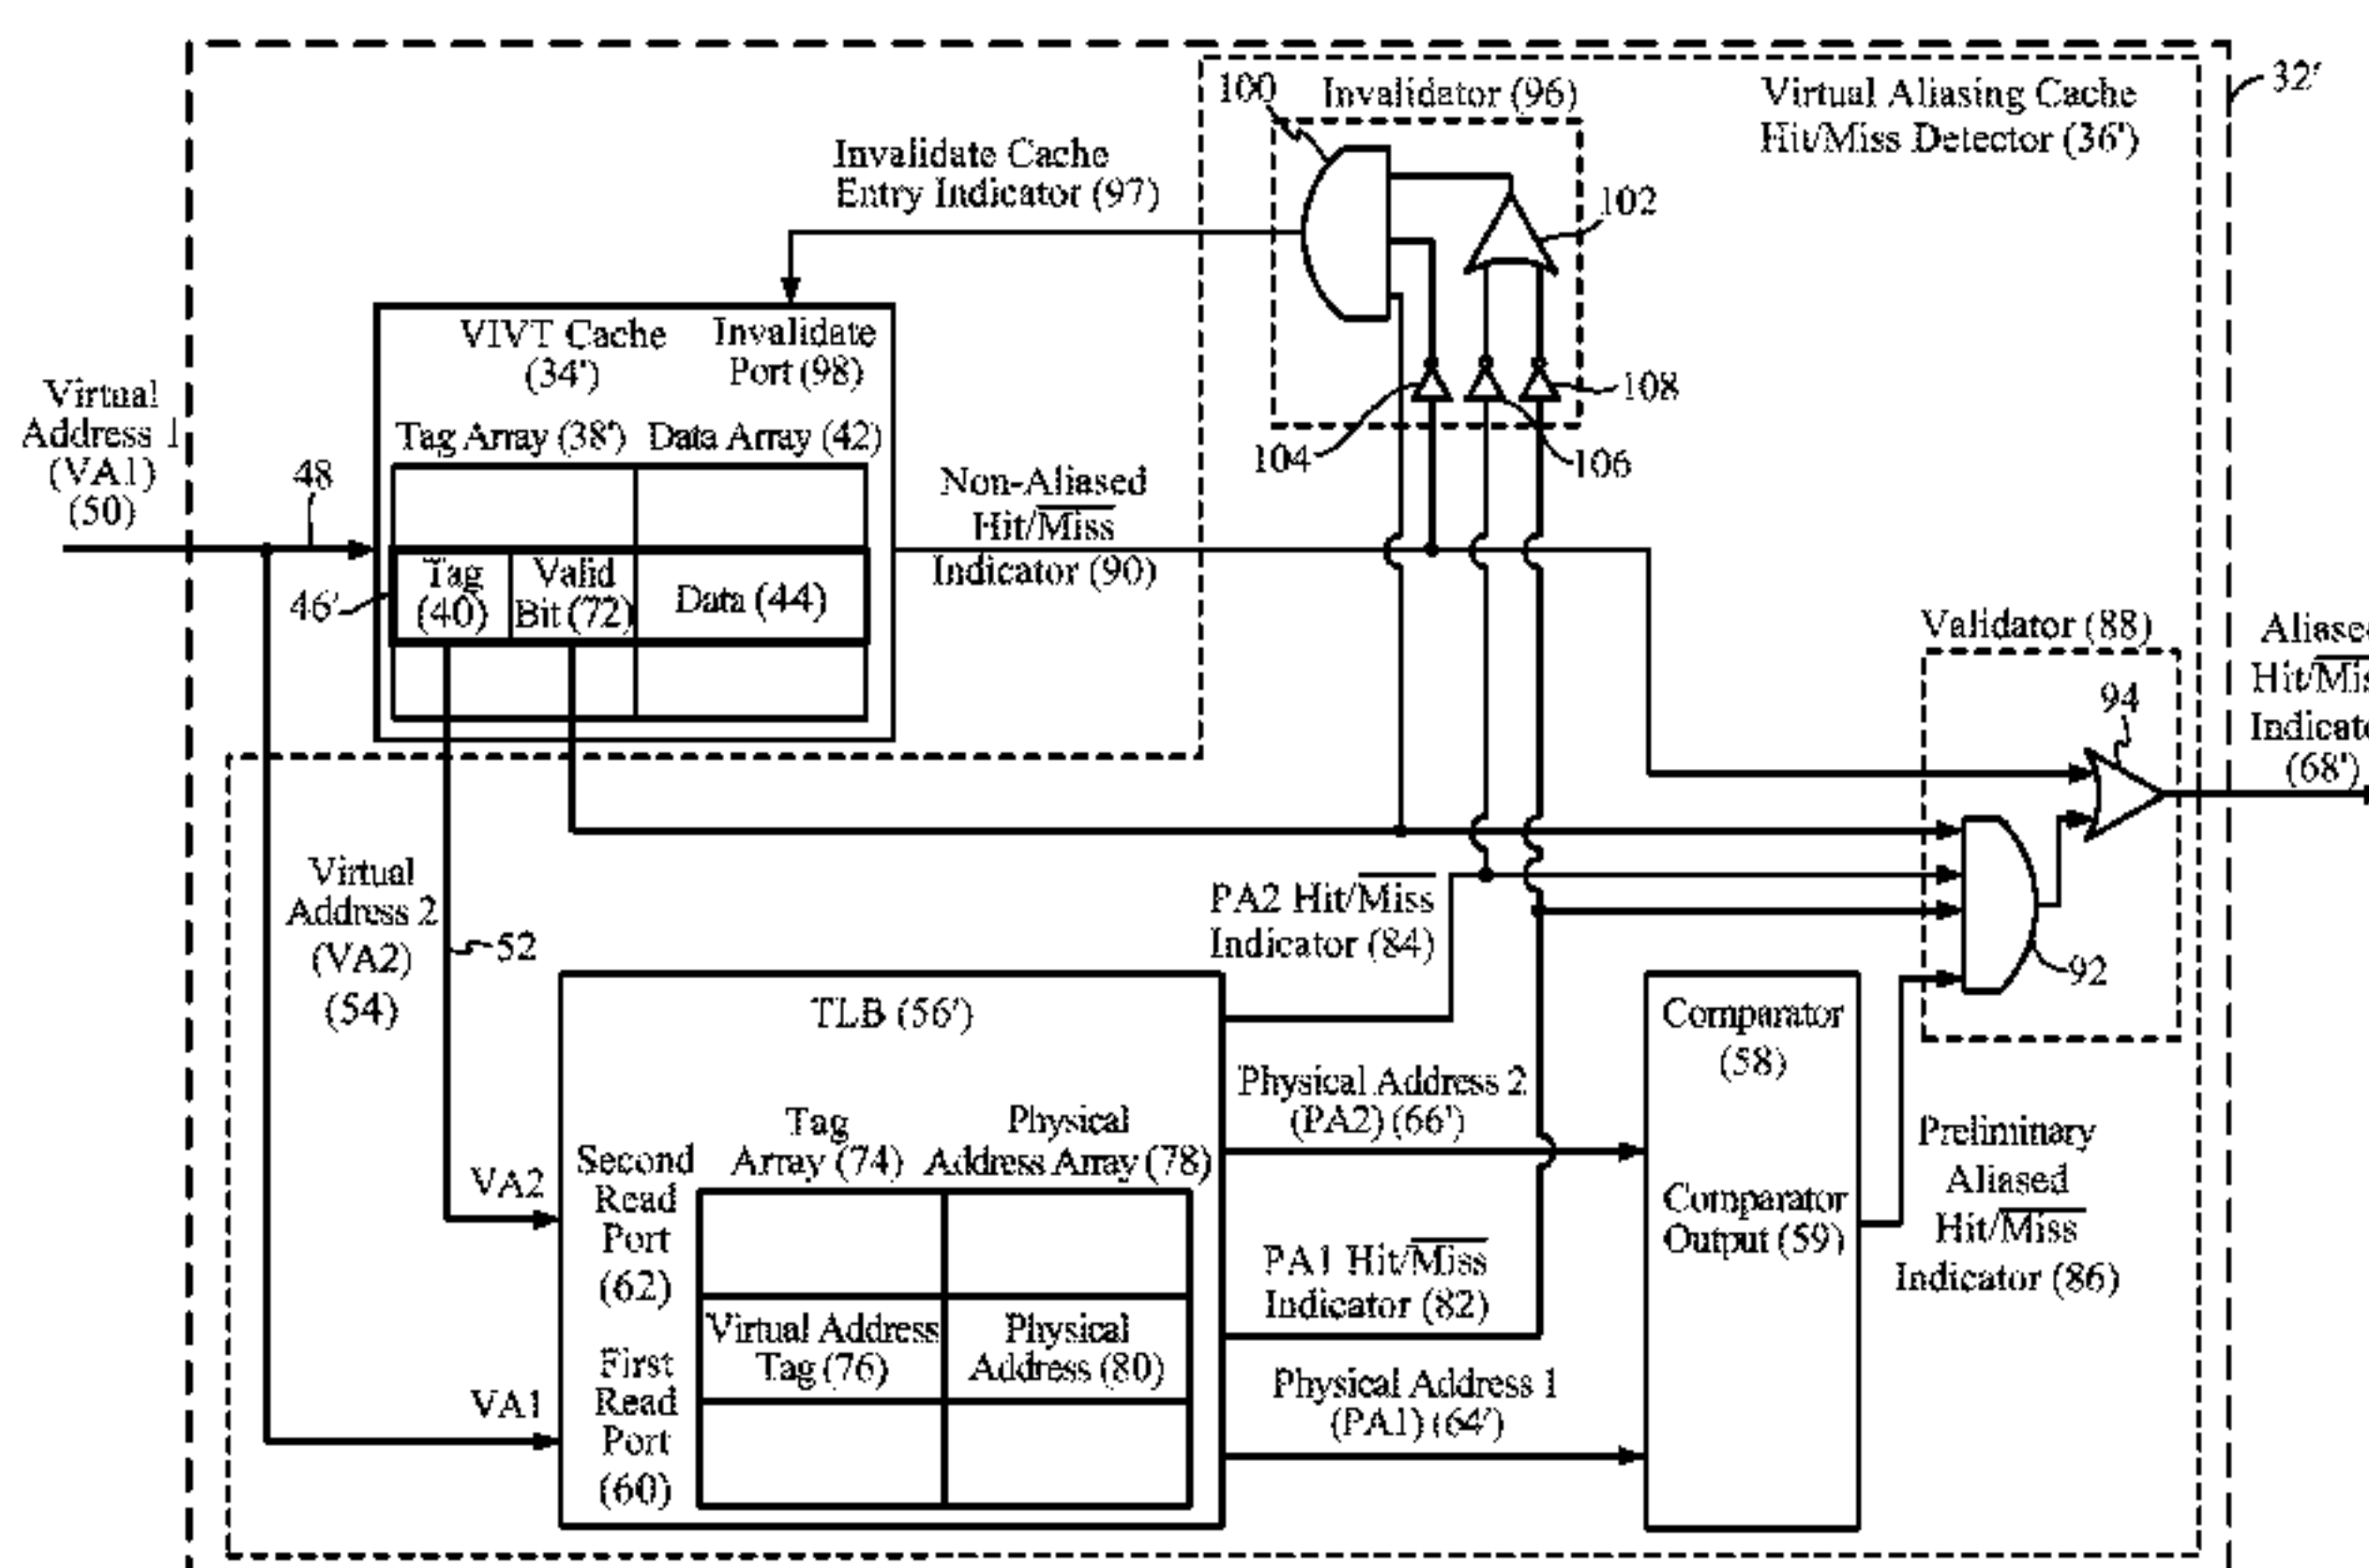 32'
100
Invalidator (96)
Virtual Aliasing Cache
Hit/Miss Detector (36')
Invalidate Cache
Entry Indicator (97)
102
VIVT Cache
(34')
Invalidate
Port (98)
108
104
106
Virtual
Address 1
(VA1)
(50)
48
Tag Array (38')
Data Array (42)
Non-Aliased
Hit/Miss
Indicator (90)
46'
Tag
(40)
Valid
Bit (72)
Data (44)
Validator (88)
94
Hit/
(68')
Virtual
Address 2
(VA2)
(54)
52
PA2 Hit/Miss
Indicator (84)
92
TLB (56')
Comparator
(58)
Physical Address 2
(PA2) (66')
Tag
Array (74)
Physical
Address Array (78)
Second
Read
Port
(62)
VA2
Comparator
Output (59)
Preliminary
Aliased
Hit/Miss
Indicator (86)
PA1 Hit/Miss
Indicator (82)
Virtual Address
Tag (76)
Physical
Address (80)
First
Read
Port
(60)
VA1
Physical Address 1
(PA1) (64')